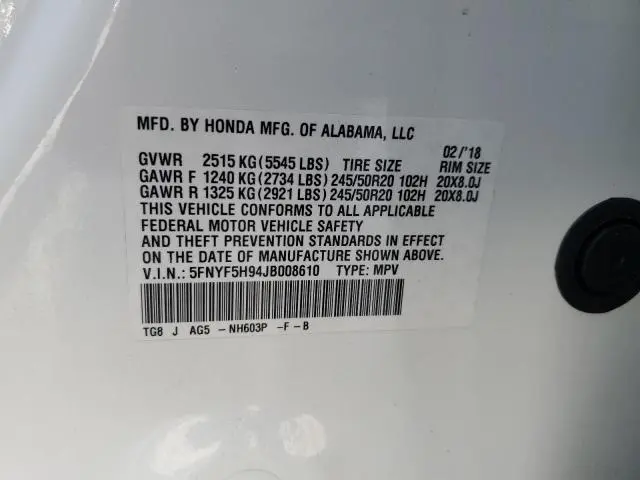 MFD. BY HONDA MFG. OF ALABAMA, LLC
02/'18
GVWR 2515 KG(5545 LBS) TIRE SIZE RIM SIZE
GAWR F 1240 KG(2734 LBS) 245/50R20 102H 20X8.0J
GAWR R 1325 KG(2921 LBS) 245/50R20 102H 20X8.0J
THIS VEHICLE CONFORMS TO ALL APPLICABLE
FEDERAL MOTOR VEHICLE SAFETY
AND THEFT PREVENTION STANDARDS IN EFFECT
ON THE DATE OF MANUFACTURE SHOWN ABOVE.
V.I.N.: 5FNYF5H94JB008610 TYPE: MPV
TG8 J AG5 -NH603P -F-B